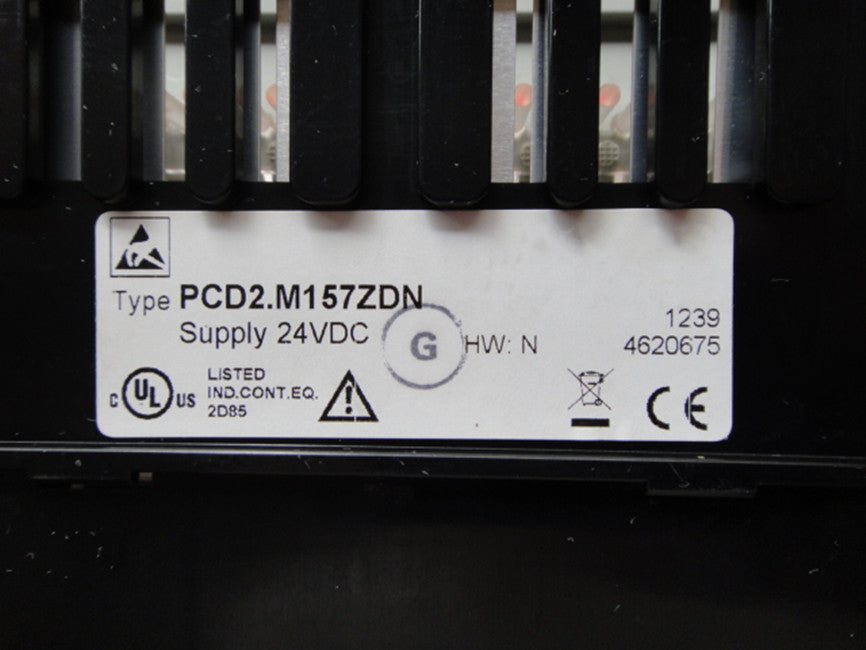 Type PCD2.M157ZDN
Supply 24VDC
G
HW: N
1239
4620675
C UL US
LISTED
IND.CONT.EQ.
2D85
CE